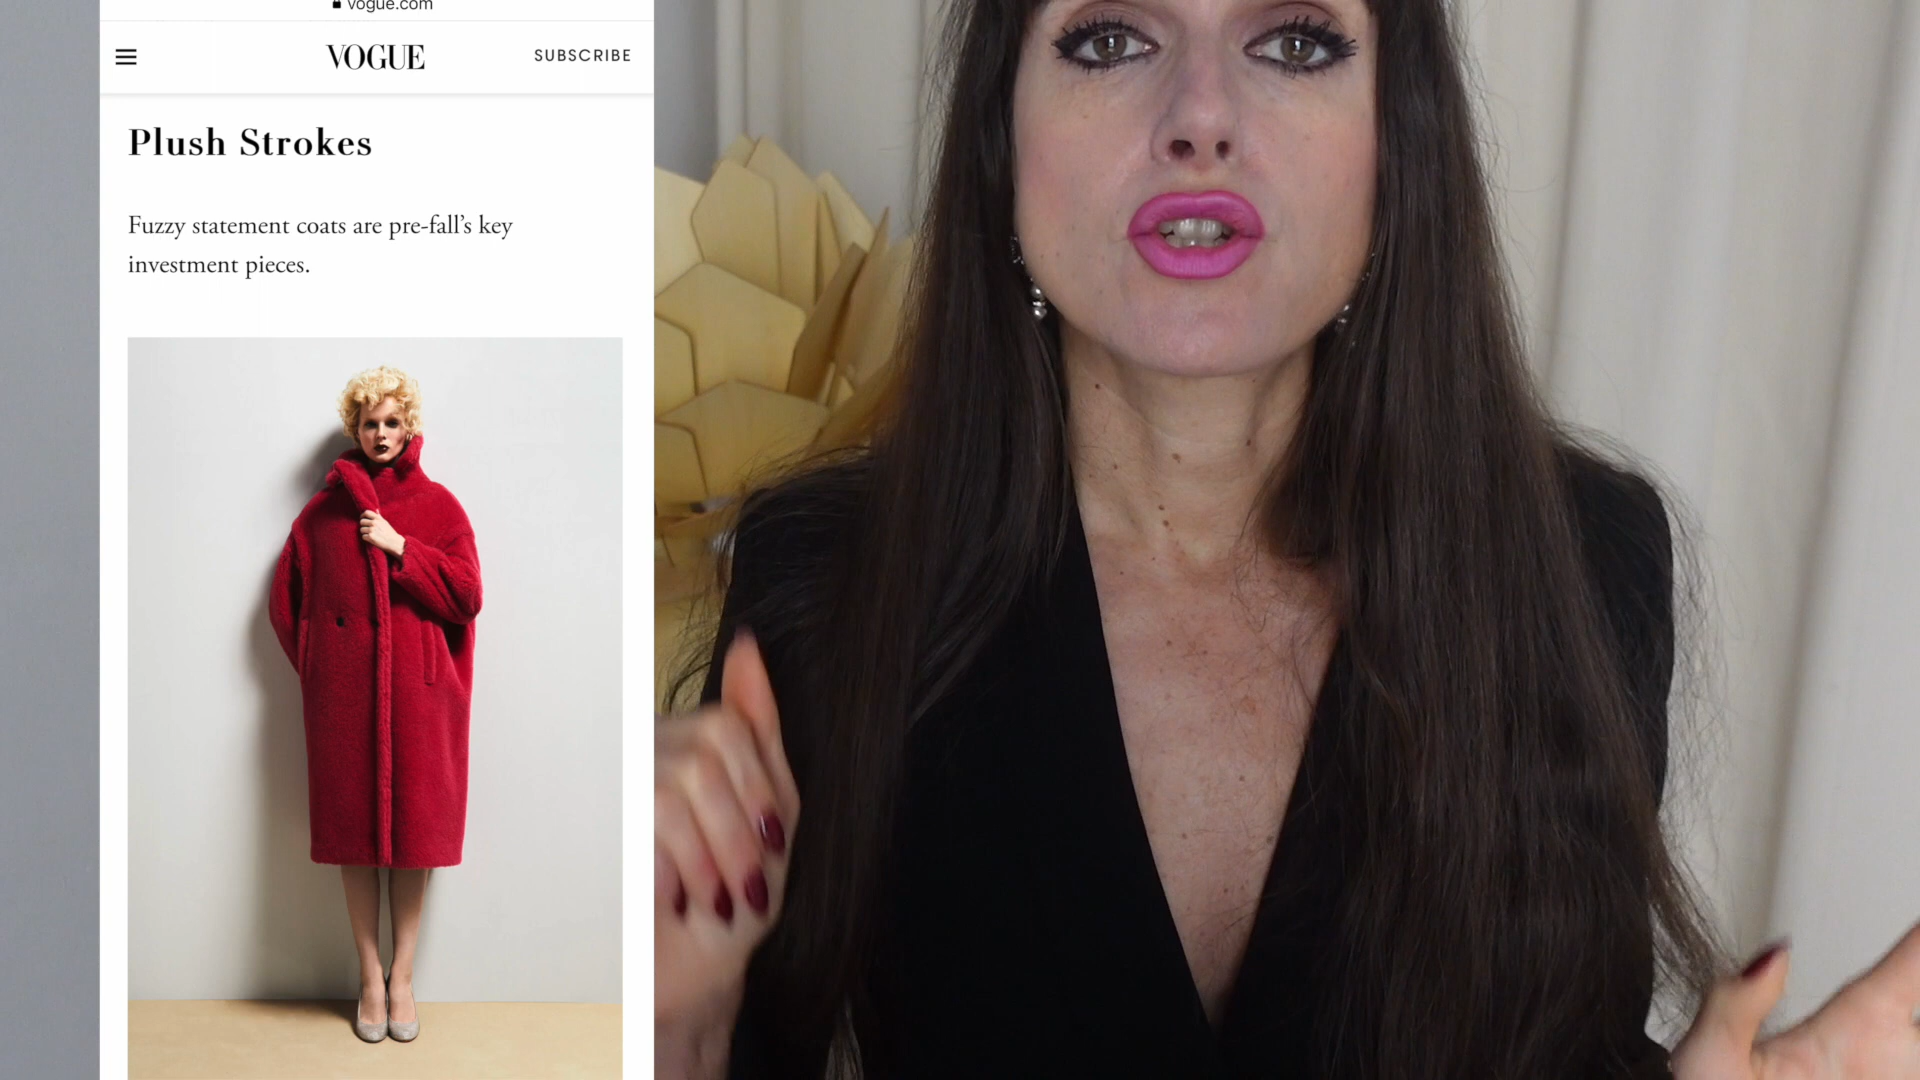 vogue.com
VOGUE
SUBSCRIBE
Plush Strokes
Fuzzy statement coats are pre-fall’s key
investment pieces.